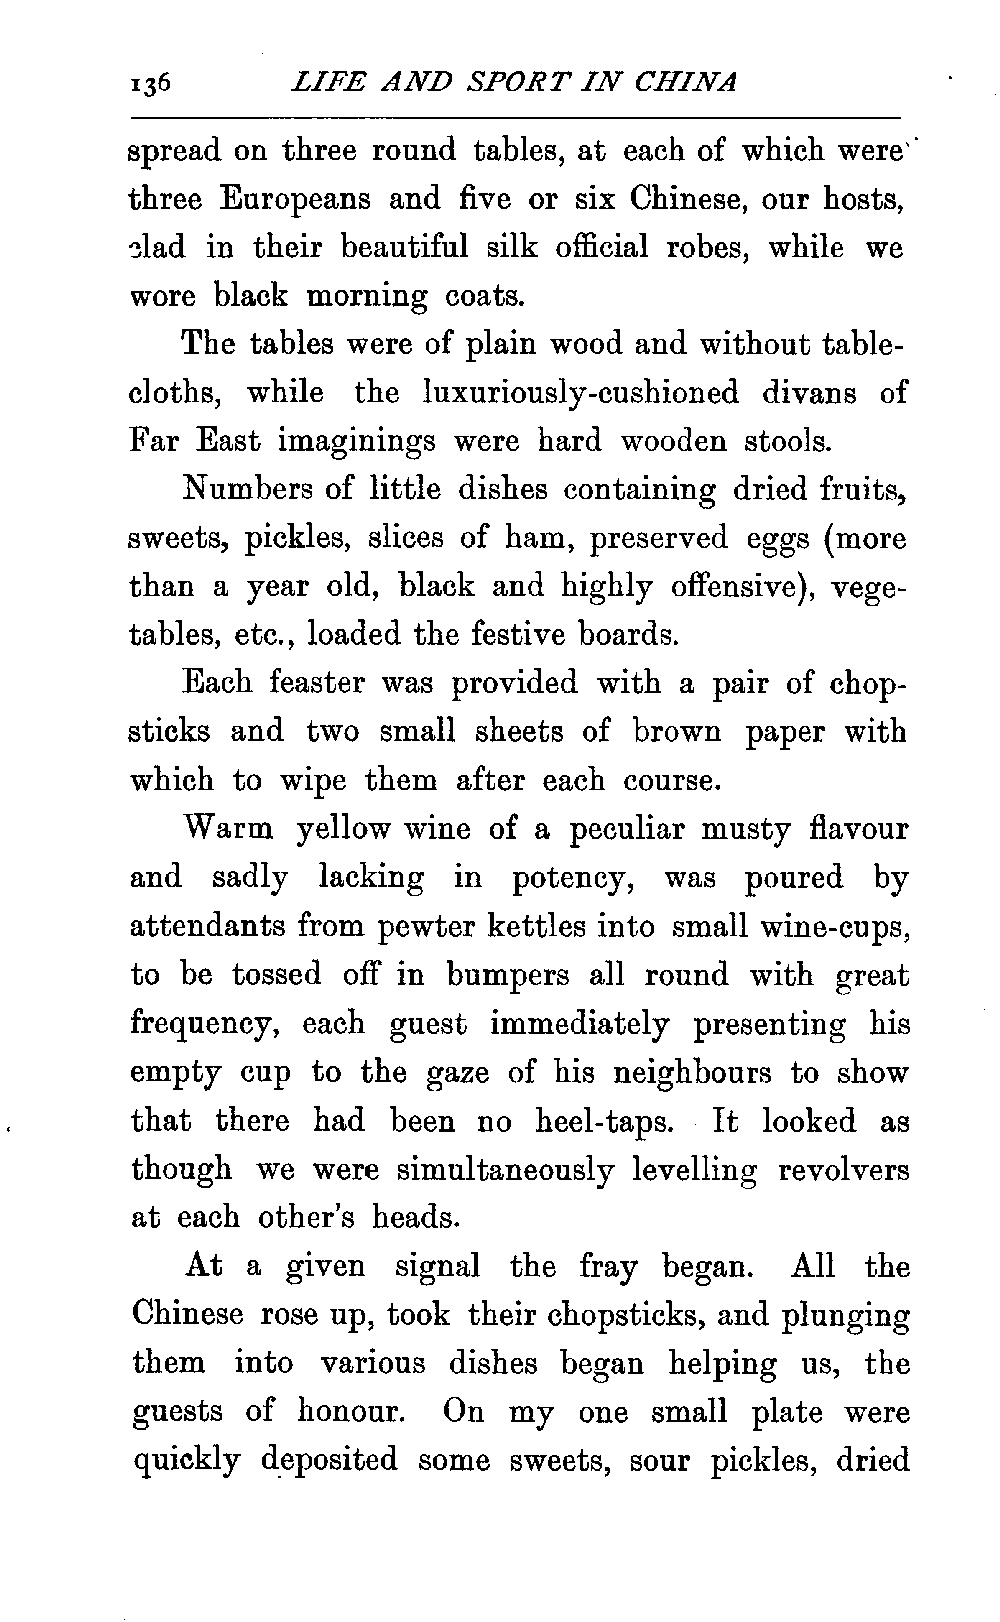 136 LIFE AND SPORT IN CHINA
spread on three round tables, at each of which were
three Europeans and five or six Chinese, our hosts,
clad in their beautiful silk official robes, while we
wore black morning coats.
The tables were of plain wood and without table-
cloths, while the luxuriously-cushioned divans of
Far East imaginings were hard wooden stools.
Numbers of little dishes containing dried fruits,
sweets, pickles, slices of ham, preserved eggs (more
than a year old, black and highly offensive), vege-
tables, etc., loaded the festive boards.
Each feaster was provided with a pair of chop-
sticks and two small sheets of brown paper with
which to wipe them after each course.
Warm yellow wine of a peculiar musty flavour
and sadly lacking in potency, was poured by
attendants from pewter kettles into small wine-cups,
to be tossed off in bumpers all round with great
frequency, each guest immediately presenting his
empty cup to the gaze of his neighbours to show
that there had been no heel-taps. It looked as
though we were simultaneously levelling revolvers
at each other's heads.
At a given signal the fray began. All the
Chinese rose up, took their chopsticks, and plunging
them into various dishes began helping us, the
guests of honour. On my one small plate were
quickly deposited some sweets, sour pickles, dried